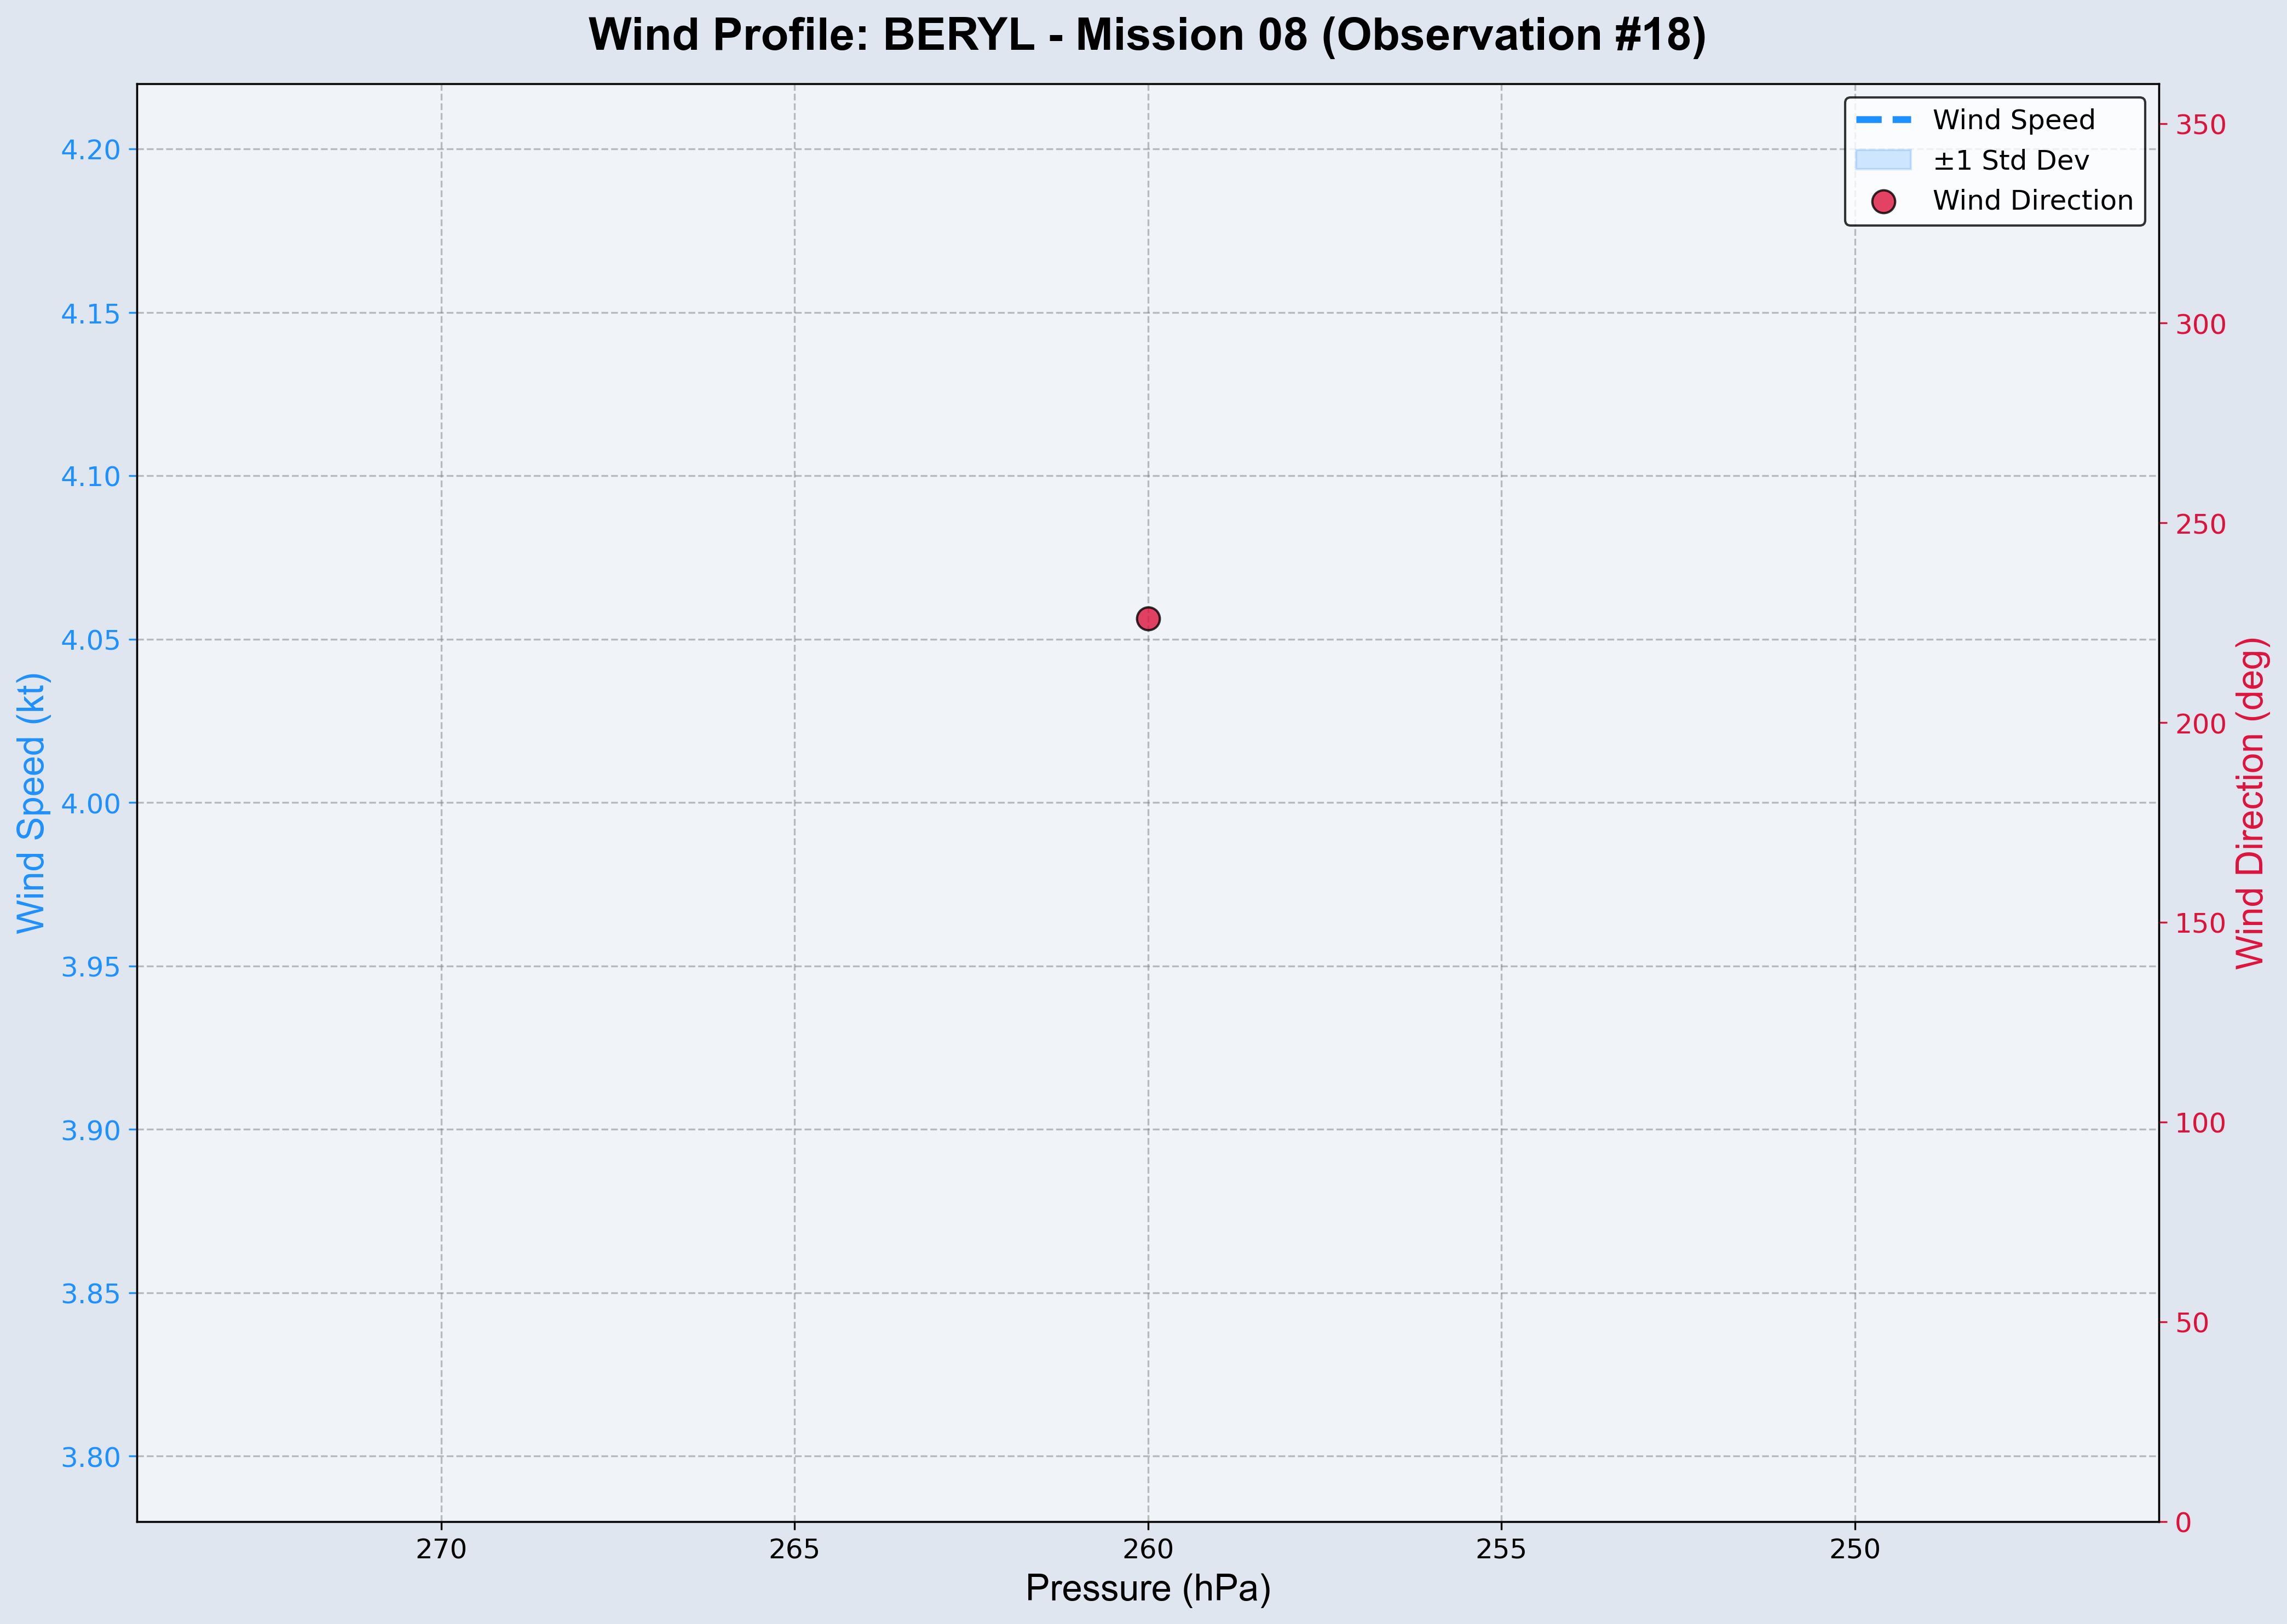 Wind Profile: BERYL - Mission 08 (Observation #18)
Wind Speed
±1 Std Dev
Wind Direction
4.20
4.15
4.10
4.05
4.00
3.95
3.90
3.85
3.80
Wind Speed (kt)
350
300
250
200
150
100
50
0
Wind Direction (deg)
270 265 260 255 250
Pressure (hPa)